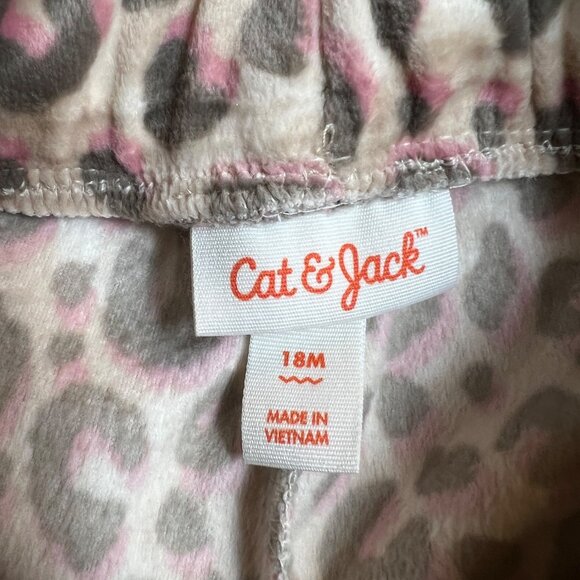 Cat & Jack™
18M
MADE IN
VIETNAM